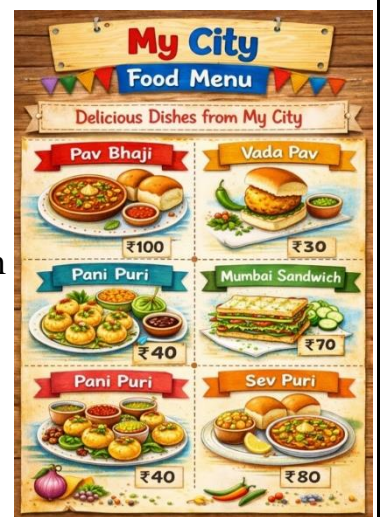 My City
Food Menu
Delicious Dishes from My City
Pav Bhaji
Vada Pav
₹100
₹30
Pani Puri
Mumbai Sandwich
₹40
₹70
Pani Puri
Sev Puri
₹40
₹80